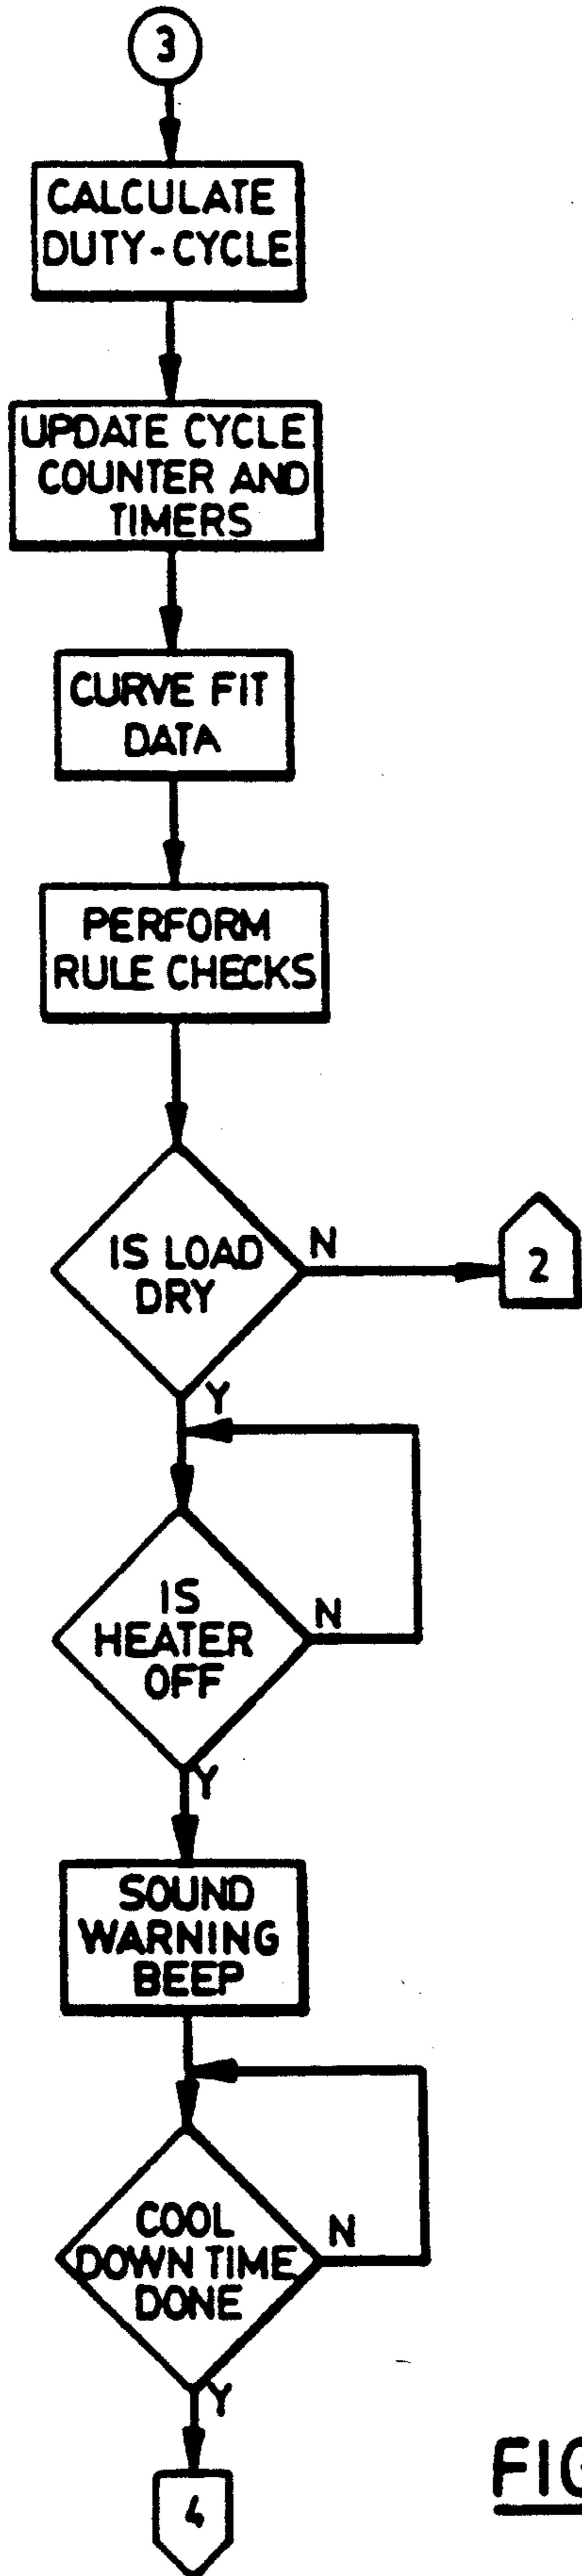 3
CALCULATE
DUTY-CYCLE
UPDATE CYCLE
COUNTER AND
TIMERS
CURVE FIT
DATA
PERFORM
RULE CHECKS
IS LOAD
DRY
N
2
Y
IS
HEATER
OFF
N
Y
SOUND
WARNING
BEEP
COOL
DOWN TIME
DONE
N
Y
4
FIG